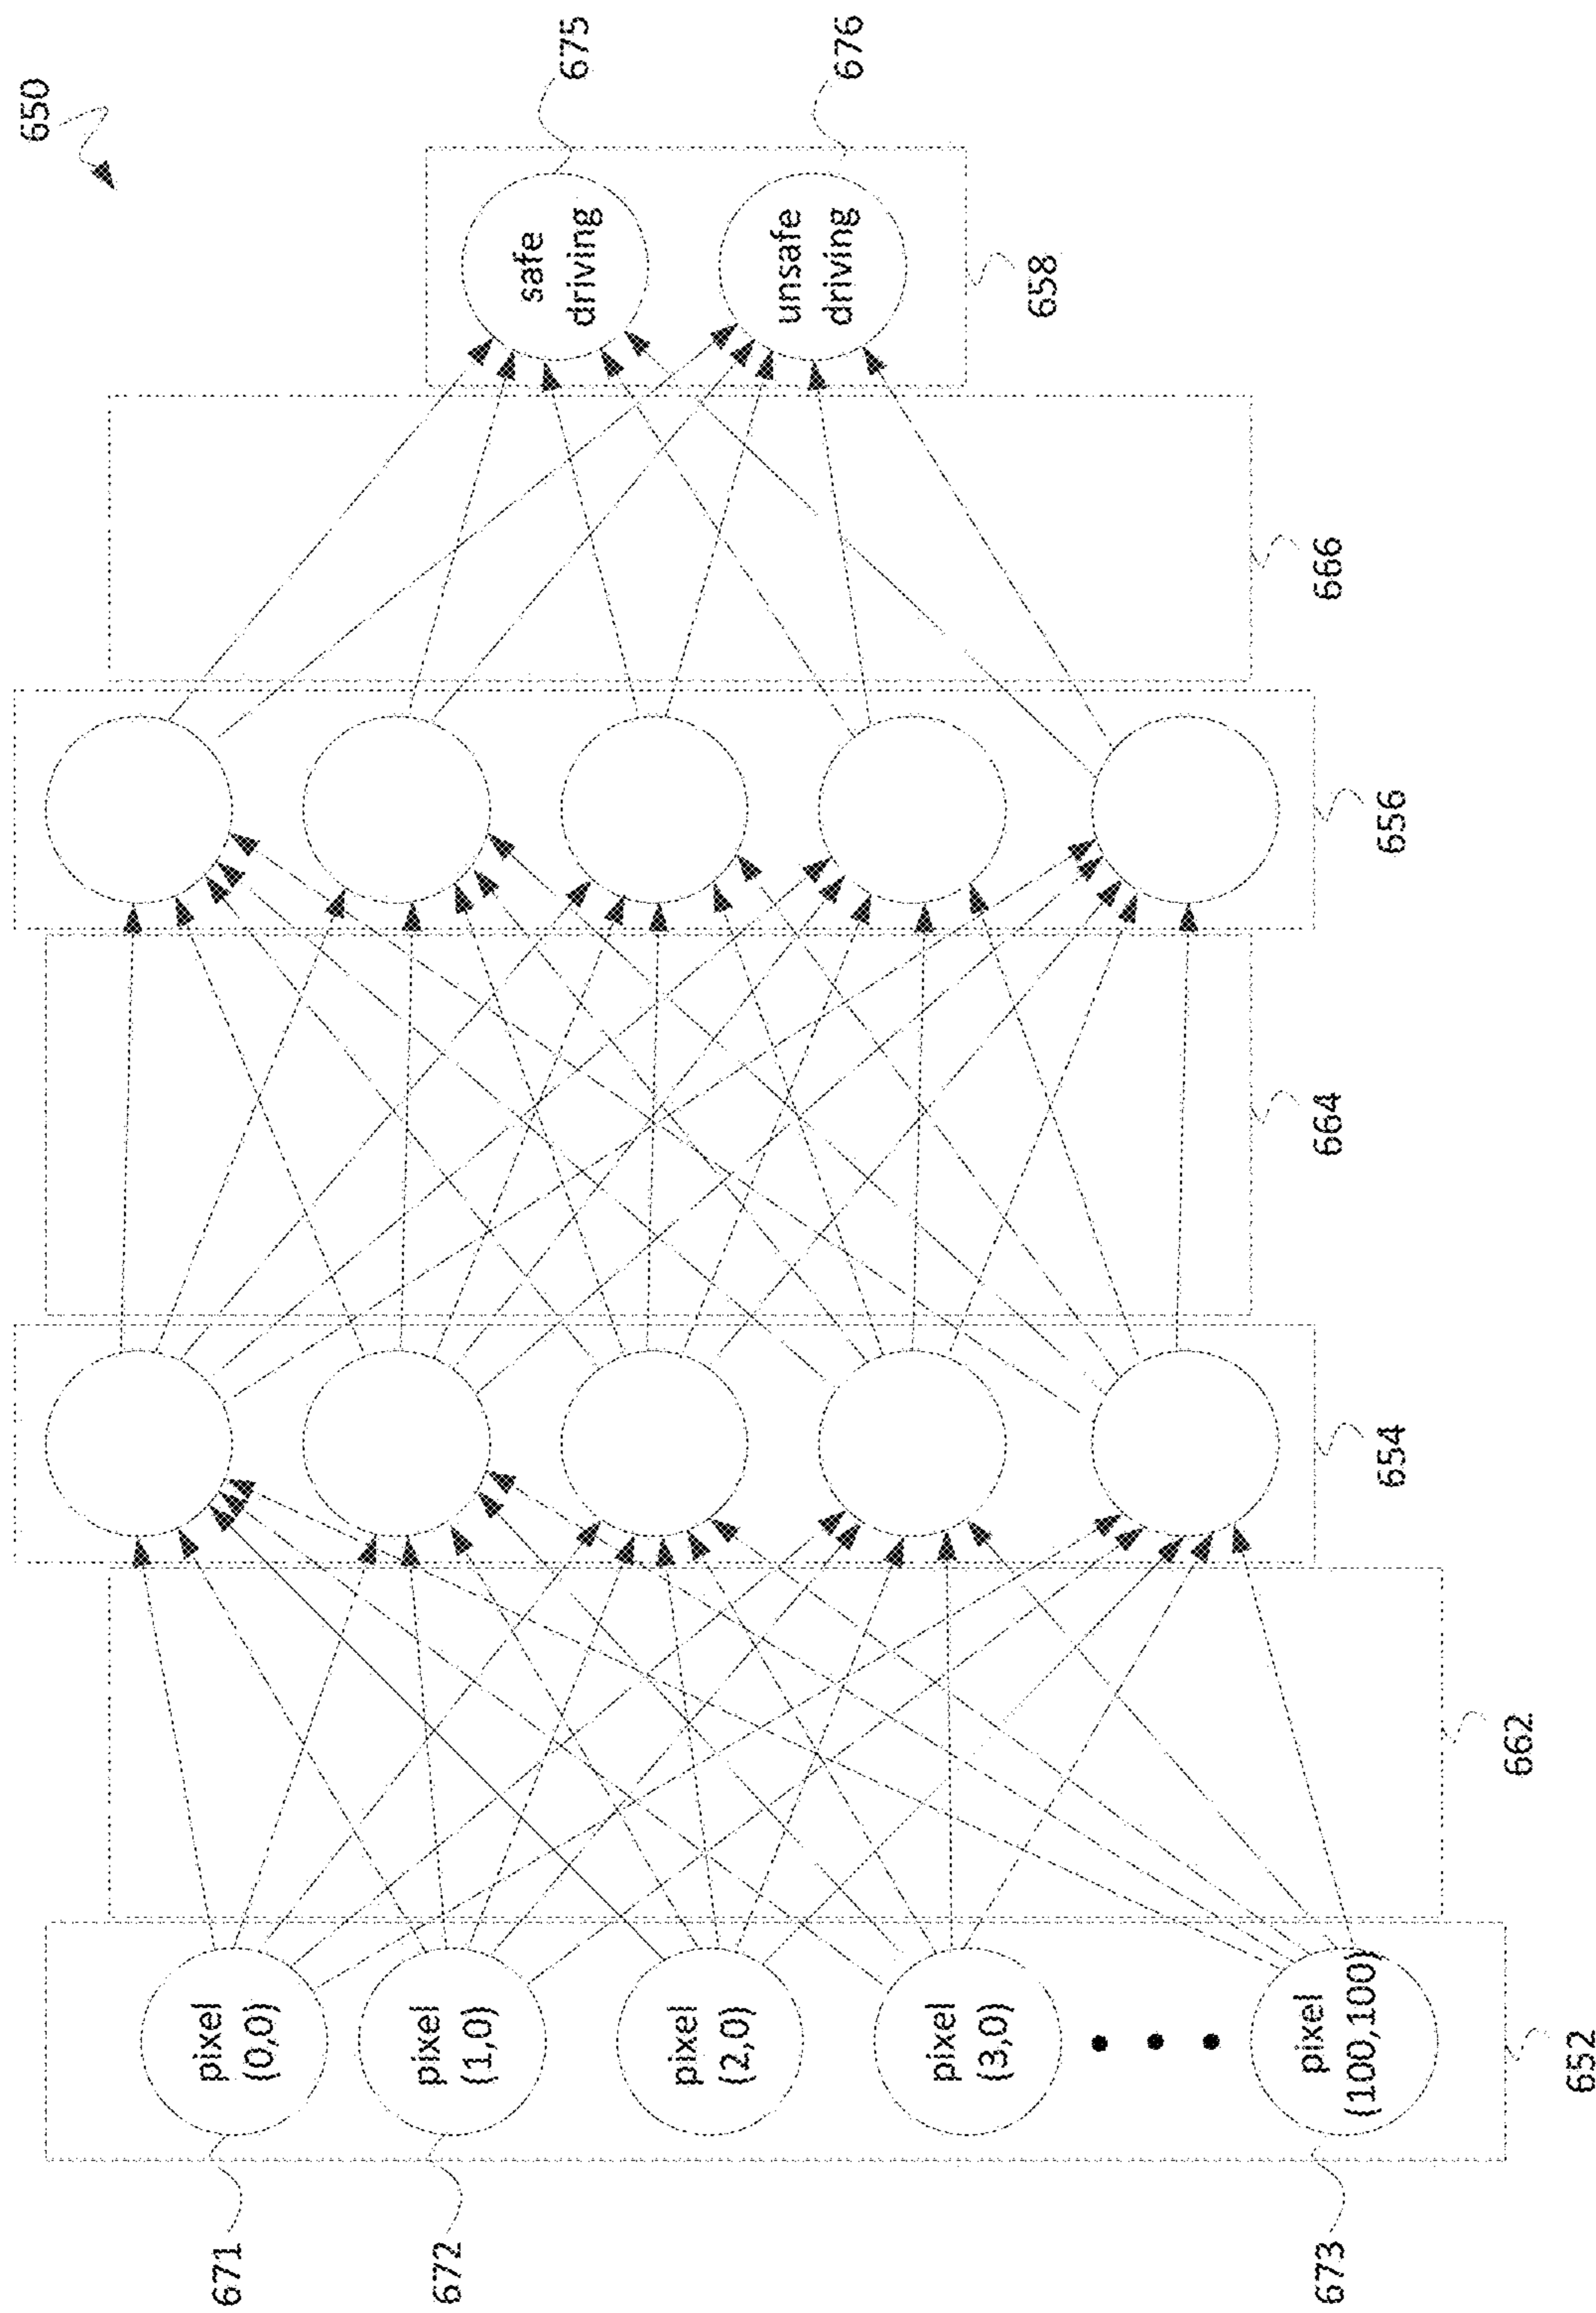 650
671
pixel
(0,0)
672
pixel
(1,0)
pixel
(2,0)
pixel
(3,0)
673
pixel
(100,100)
652
662
654
664
656
666
safe
driving
675
unsafe
driving
676
658